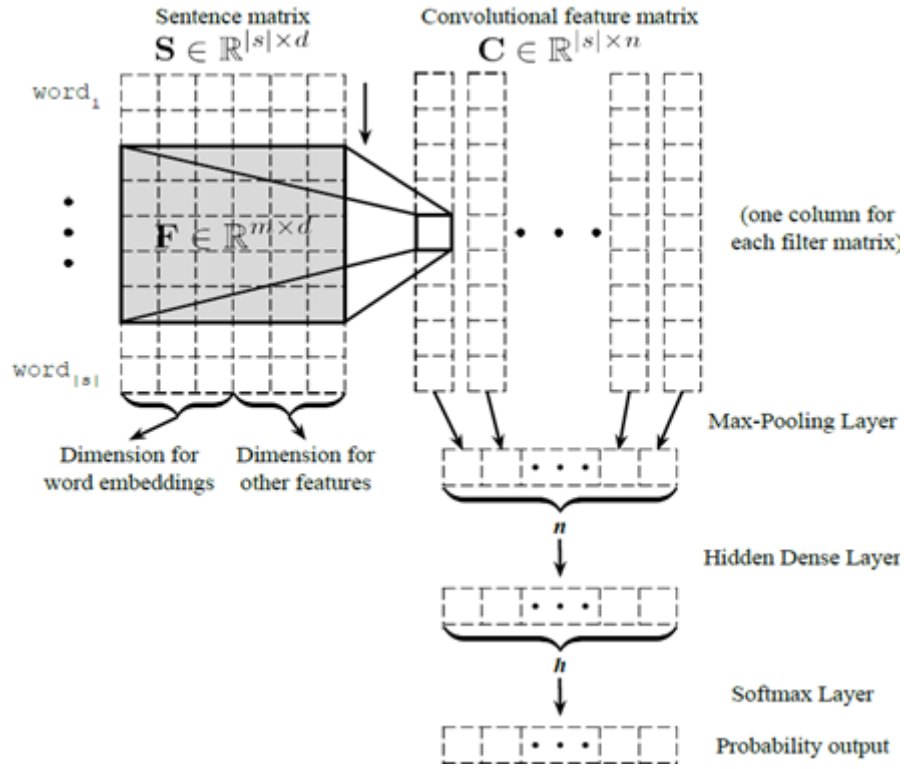 Sentence matrix
S ∈ ℝ^{|s|×d}
Convolutional feature matrix
C ∈ ℝ^{|s|×n}
word_1
F ∈ ℝ^{m×d}
(one column for
each filter matrix)
word_{|s|}
Dimension for
word embeddings
Dimension for
other features
Max-Pooling Layer
n
Hidden Dense Layer
h
Softmax Layer
Probability output